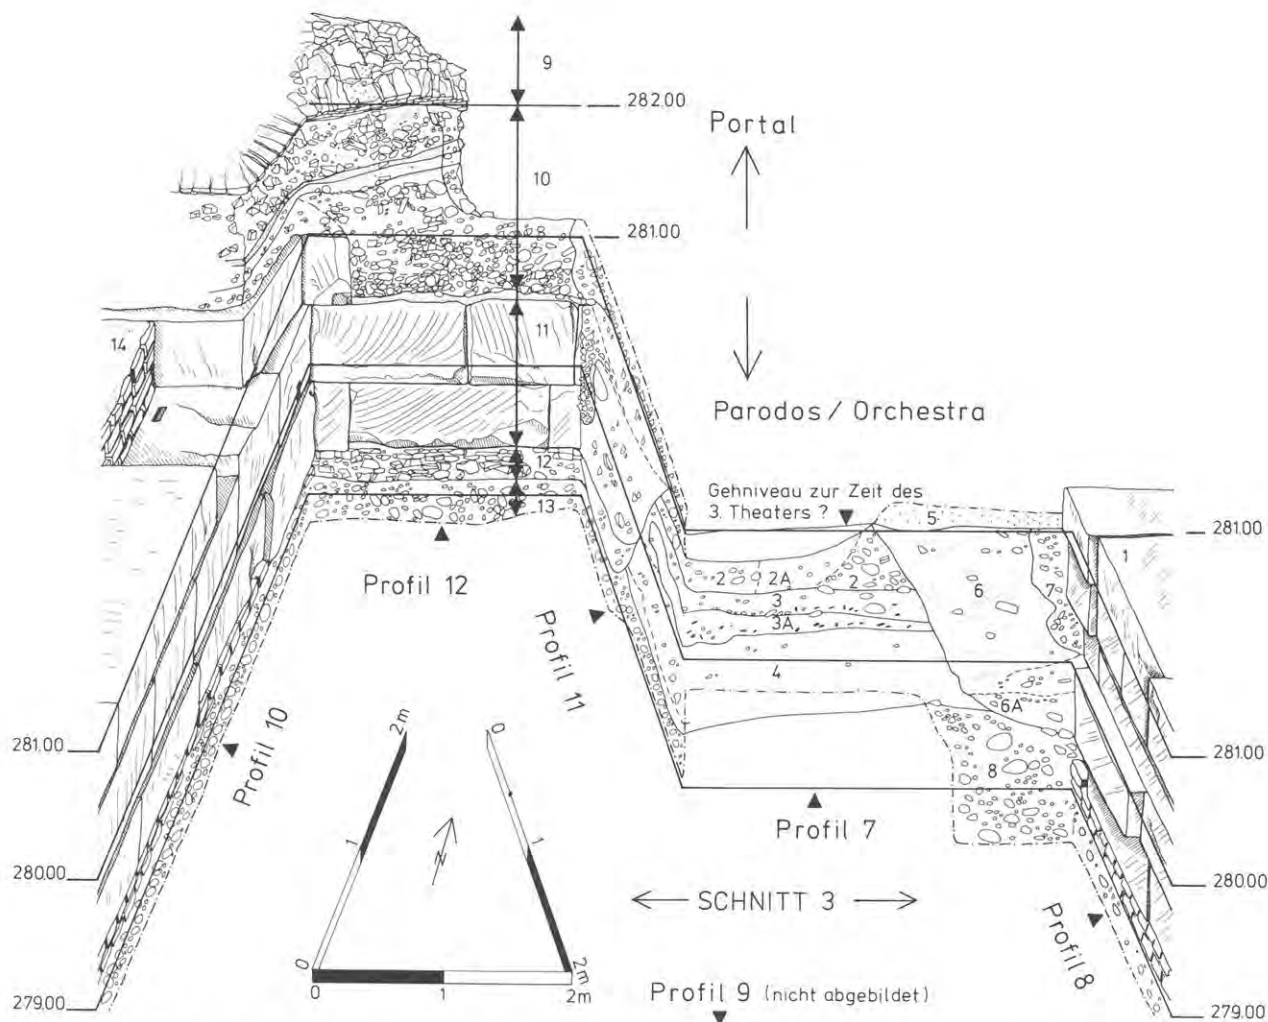 9
282.00
Portal
10
281.00
14
11
Parodos / Orchestra
12
13
Gehniveau zur Zeit des
3. Theaters ?
5
281.00
1
2
2A
2
3
3A
4
6
7
6A
8
Profil 12
Profil 11
Profil 10
Profil 7
Profil 8
281.00
281.00
280.00
280.00
279.00
279.00
2m
1
0
0
1
2m
N
0
1
2m
SCHNITT 3
Profil 9 (nicht abgebildet)